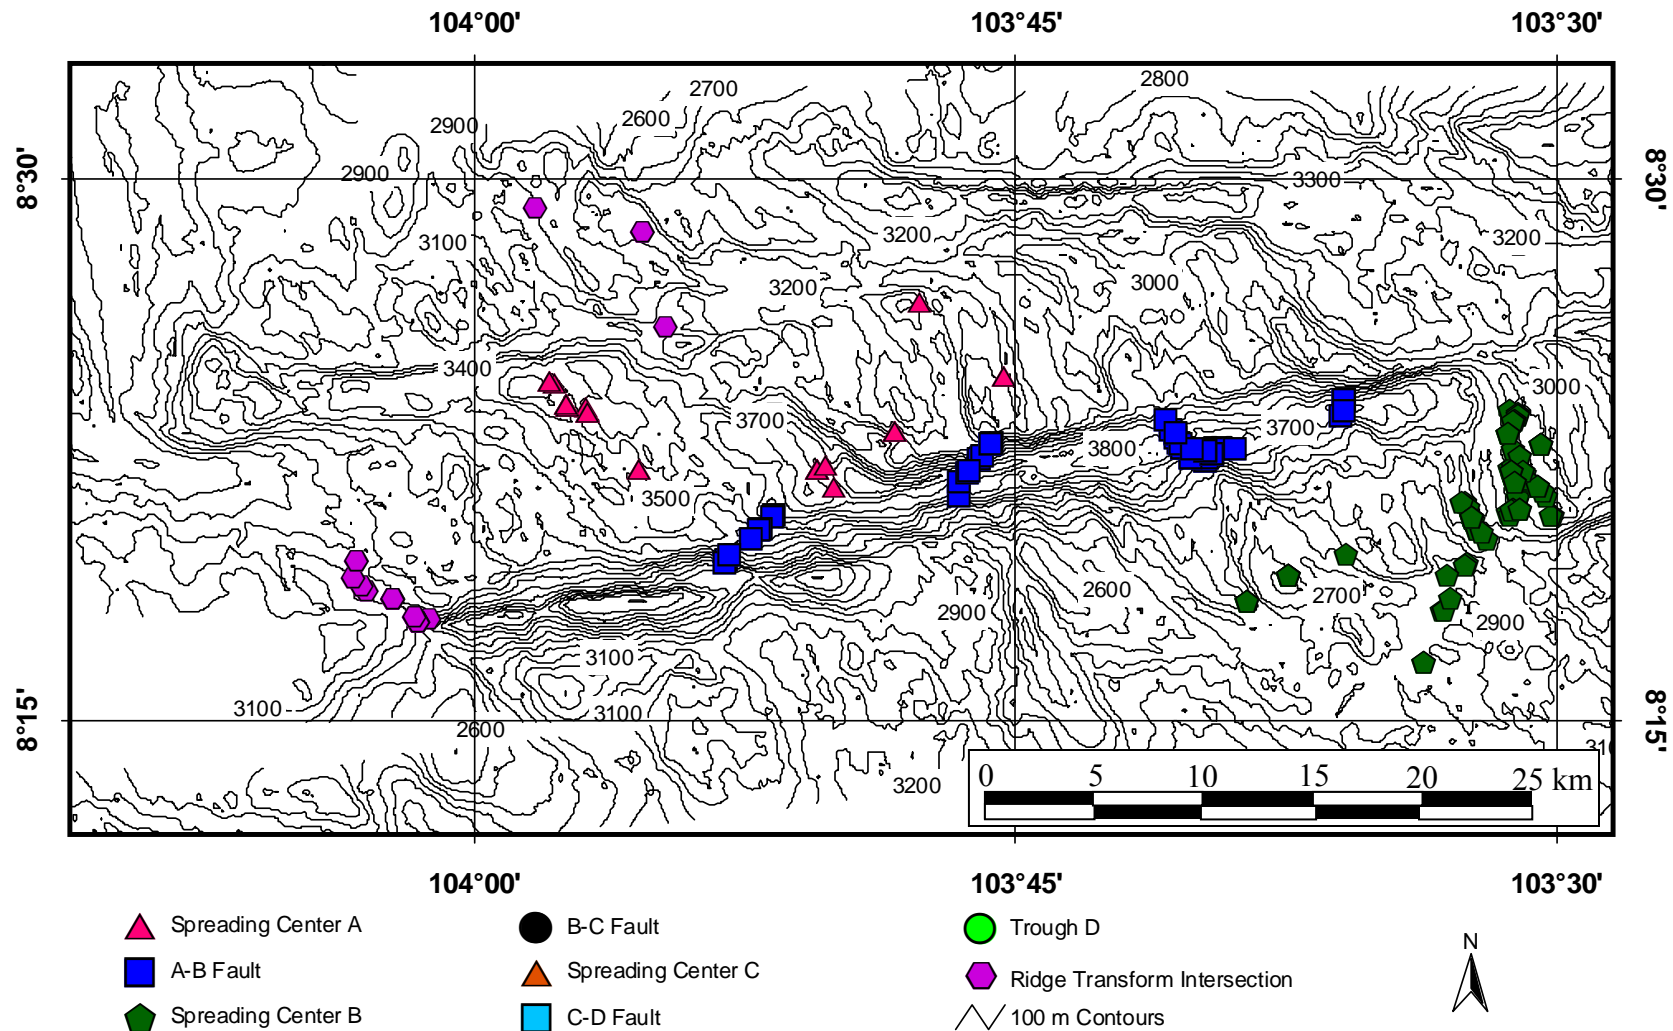 104°00' 103°45' 103°30'
2700 2800
2600
2900
8°30' 2900 3300 8°30'
3100 3200 3200
3200 3000
3400 3000
3700 3700
3800
3500
2600 2700
2900 2900
3100
3100 3100
8°15' 2600 8°15'
3200
0 5 10 15 20 25 km
104°00' 103°45' 103°30'
Spreading Center A B-C Fault Trough D
A-B Fault Spreading Center C Ridge Transform Intersection
N
Spreading Center B C-D Fault 100 m Contours